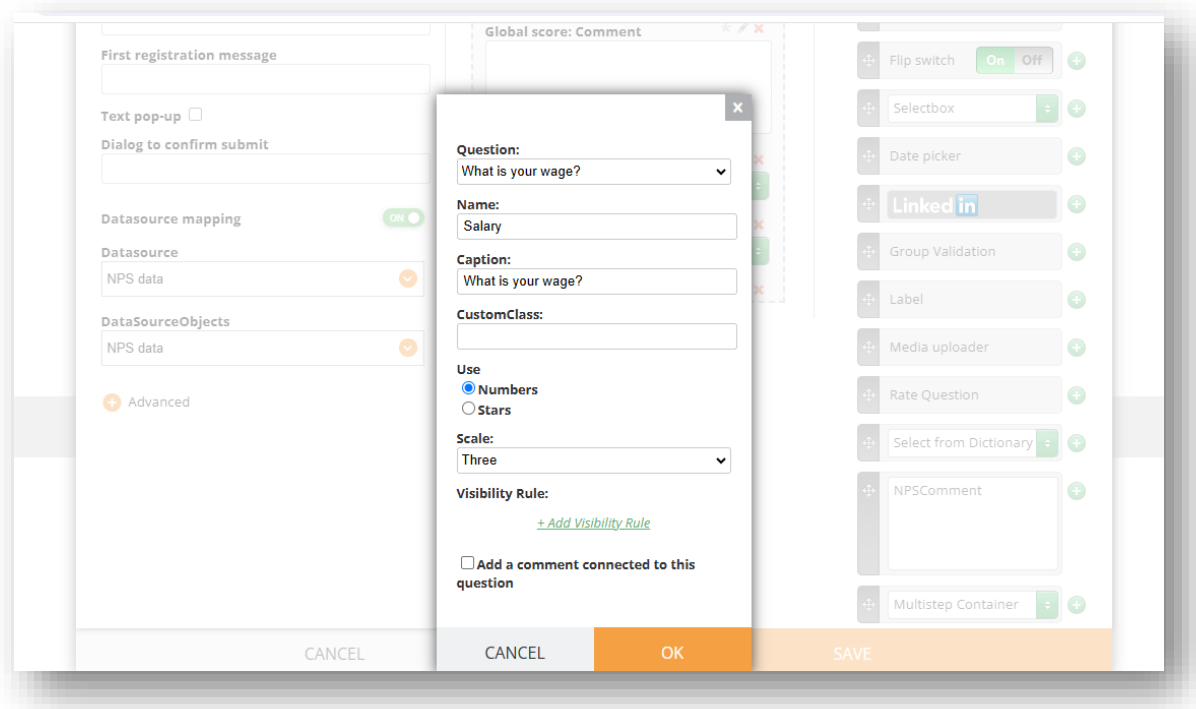 First registration message
Text pop-up
Dialog to confirm submit
Datasource mapping
ON
Datasource
NPS data
DataSourceObjects
NPS data
Advanced
CANCEL
Global score: Comment
x
Question:
What is your wage?
Name:
Salary
Caption:
What is your wage?
CustomClass:
Use
Numbers
Stars
Scale:
Three
Visibility Rule:
+ Add Visibility Rule
Add a comment connected to this
question
CANCEL
OK
Flip switch On Off
Selectbox
Date picker
Linked in
Group Validation
Label
Media uploader
Rate Question
Select from Dictionary
NPSComment
Multistep Container
SAVE